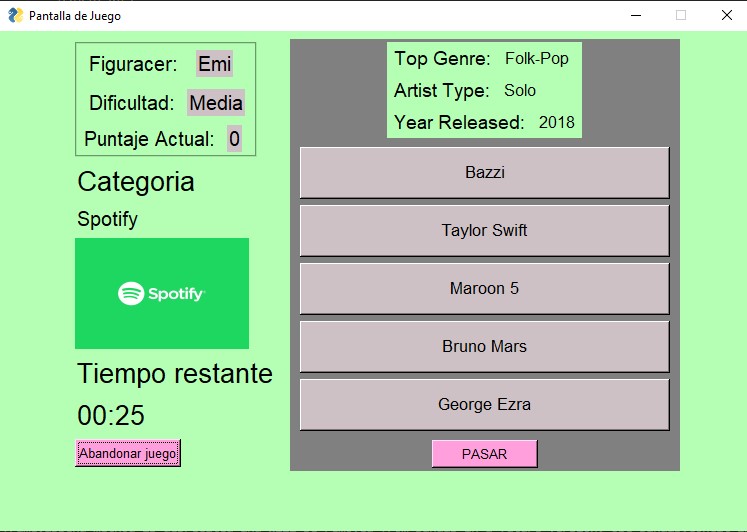 Pantalla de Juego
Figuracer: Emi
Dificultad: Media
Puntaje Actual: 0
Categoria
Spotify
Spotify
Tiempo restante
00:25
Abandonar juego
Top Genre: Folk-Pop
Artist Type: Solo
Year Released: 2018
Bazzi
Taylor Swift
Maroon 5
Bruno Mars
George Ezra
PASAR